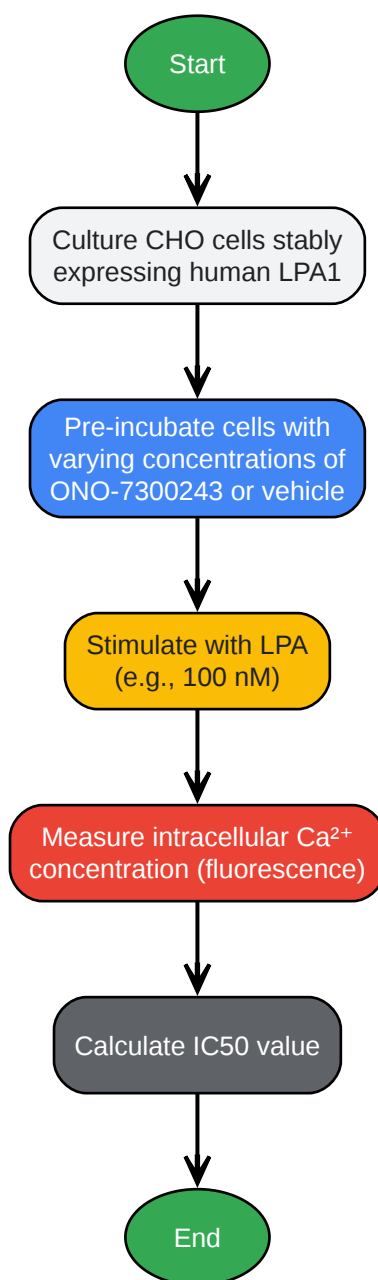 Start
Culture CHO cells stably
expressing human LPA1
Pre-incubate cells with
varying concentrations of
ONO-7300243 or vehicle
Stimulate with LPA
(e.g., 100 nM)
Measure intracellular Ca²⁺
concentration (fluorescence)
Calculate IC50 value
End